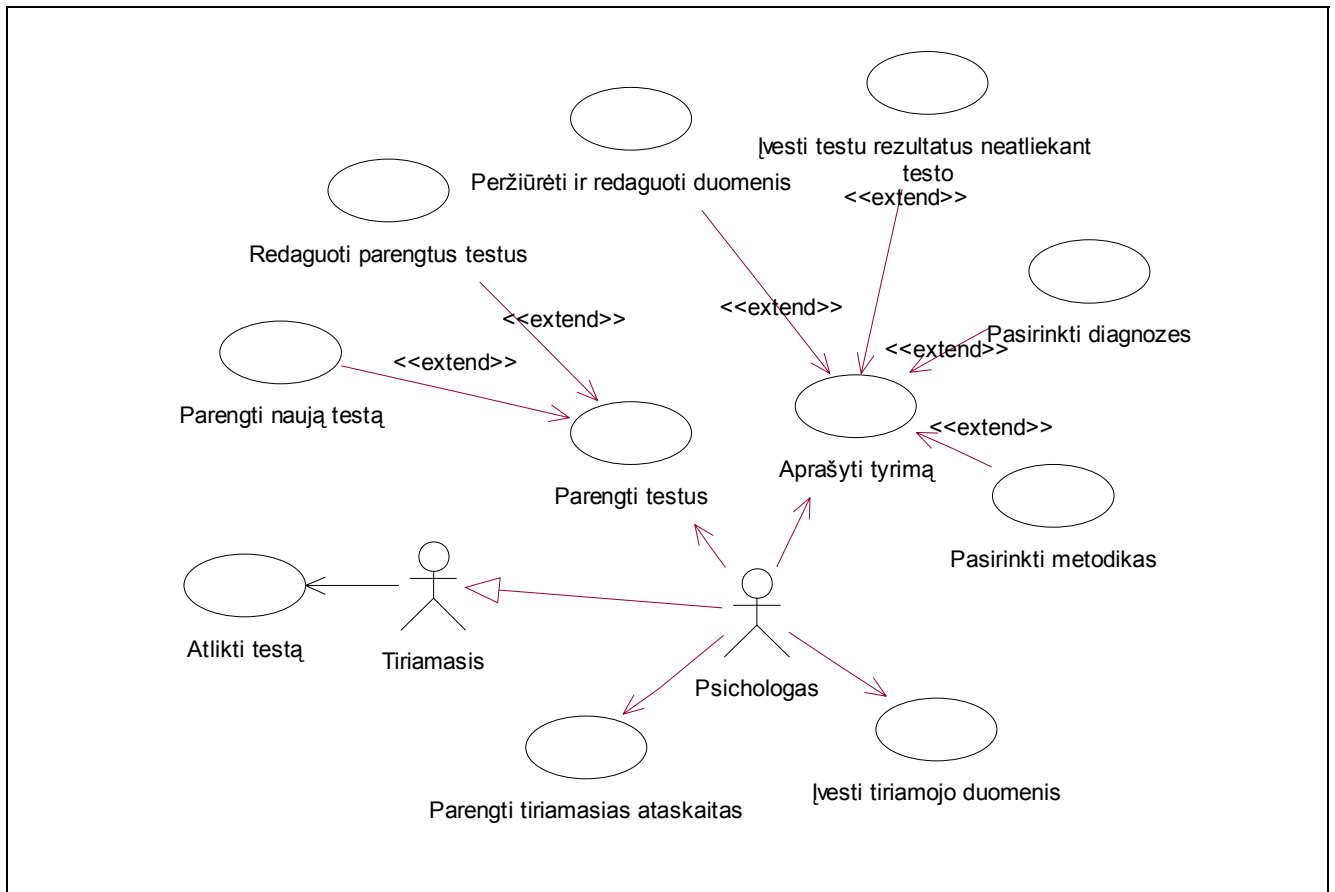 Įvesti testu rezultatus neatliekant
testo
<<extend>>
Peržiūrėti ir redaguoti duomenis
Redaguoti parengtus testus
<<extend>>
<<extend>>
Pasirinkti diagnozes
<<extend>>
<<extend>>
Parengti naują testą
<<extend>>
Aprašyti tyrimą
Parengti testus
Pasirinkti metodikas
Atlikti testą
Tiriamasis
Psichologas
Įvesti tiriamojo duomenis
Parengti tiriamasias ataskaitas